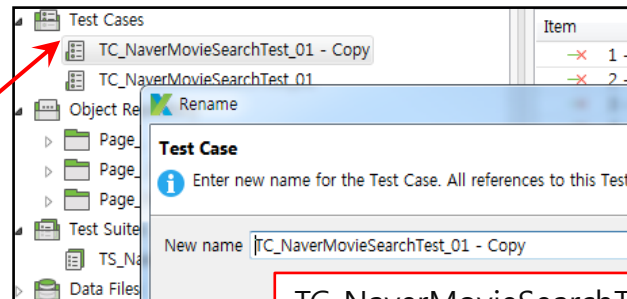 Test Cases
TC_NaverMovieSearchTest_01 - Copy
TC_NaverMovieSearchTest_01
Object Re
Page_
Page_
Page_
Test Suite
TS_Na
Data Files
Item
1 -
2 -
Rename
Test Case
Enter new name for the Test Case. All references to this Test
New name TC_NaverMovieSearchTest_01 - Copy
TC_NaverMovieSearchT